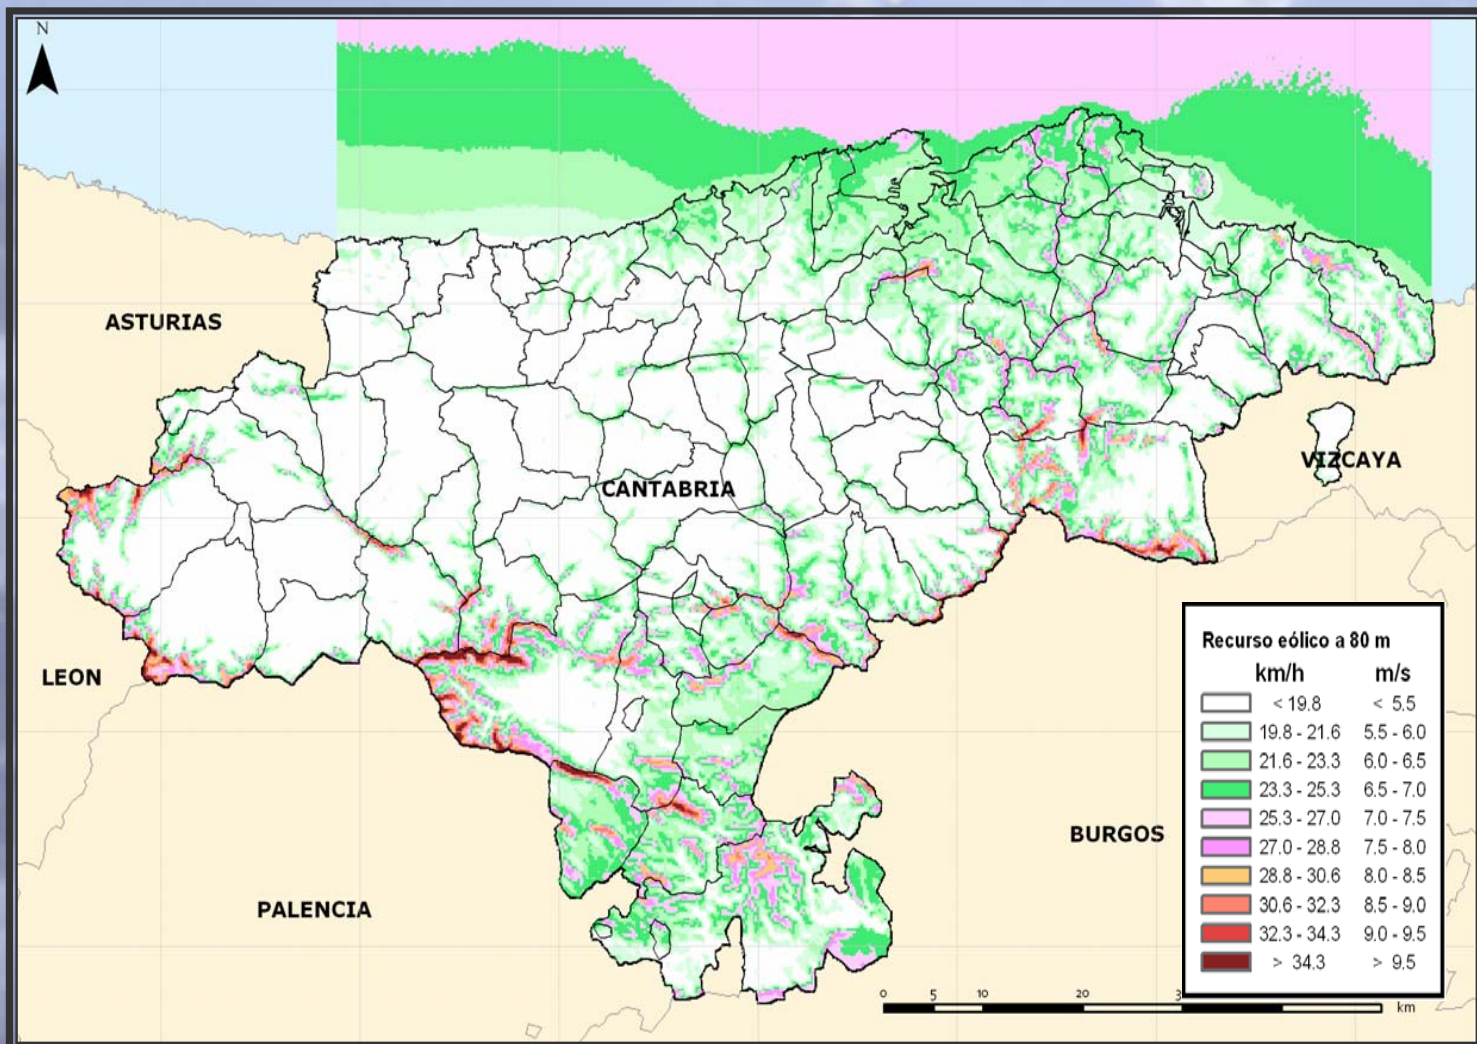 N
ASTURIAS
CANTABRIA
VIZCAYA
LEON
BURGOS
PALENCIA
Recurso eólico a 80 m
km/h m/s
< 19.8 < 5.5
19.8 - 21.6 5.5 - 6.0
21.6 - 23.3 6.0 - 6.5
23.3 - 25.3 6.5 - 7.0
25.3 - 27.0 7.0 - 7.5
27.0 - 28.8 7.5 - 8.0
28.8 - 30.6 8.0 - 8.5
30.6 - 32.3 8.5 - 9.0
32.3 - 34.3 9.0 - 9.5
> 34.3 > 9.5
0 5 10 20 3
km